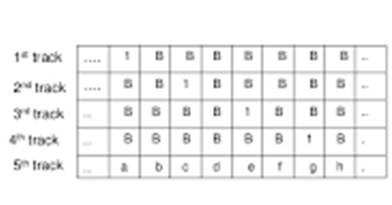 1st track .... 1 B B B B B B B ...
2nd track .... B B 1 B B B B B ...
3rd track ... B B B B 1 B B B ...
4th track ... B B B B B B 1 B .
5th track ... a b c d e f g h .